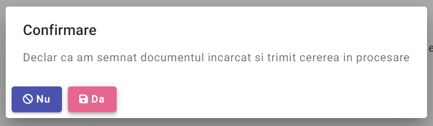 Confirmare
Declar ca am semnat documentul incarcat si trimit cererea in procesare
Nu Da